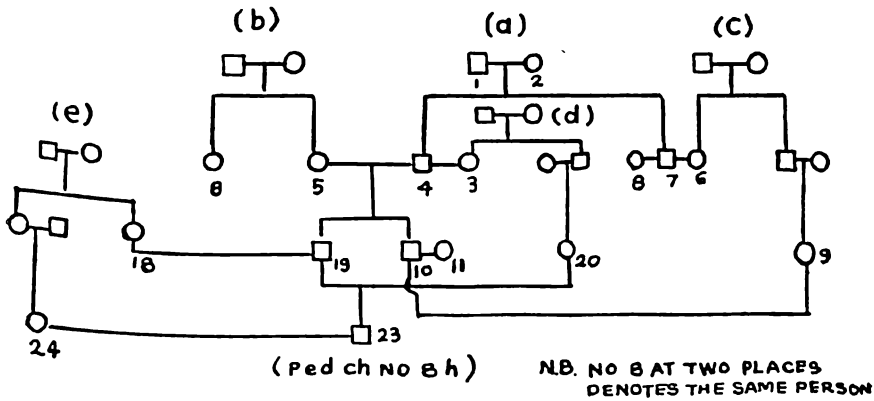 (b) (a) (c)
1 2
(e) (d)
8 5 4 3 8 7 6
18 19 10 11 20 9
24 23
(Ped ch NO 8 h) N.B. NO 8 AT TWO PLACES
DENOTES THE SAME PERSON